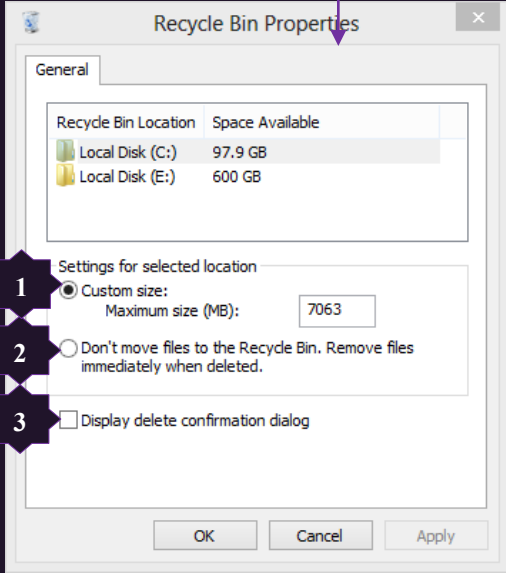 Recycle Bin Properties
General
Recycle Bin Location Space Available
Local Disk (C:) 97.9 GB
Local Disk (E:) 600 GB
Settings for selected location
1
Custom size:
Maximum size (MB): 7063
2
Don't move files to the Recycle Bin. Remove files
immediately when deleted.
3
Display delete confirmation dialog
OK Cancel Apply